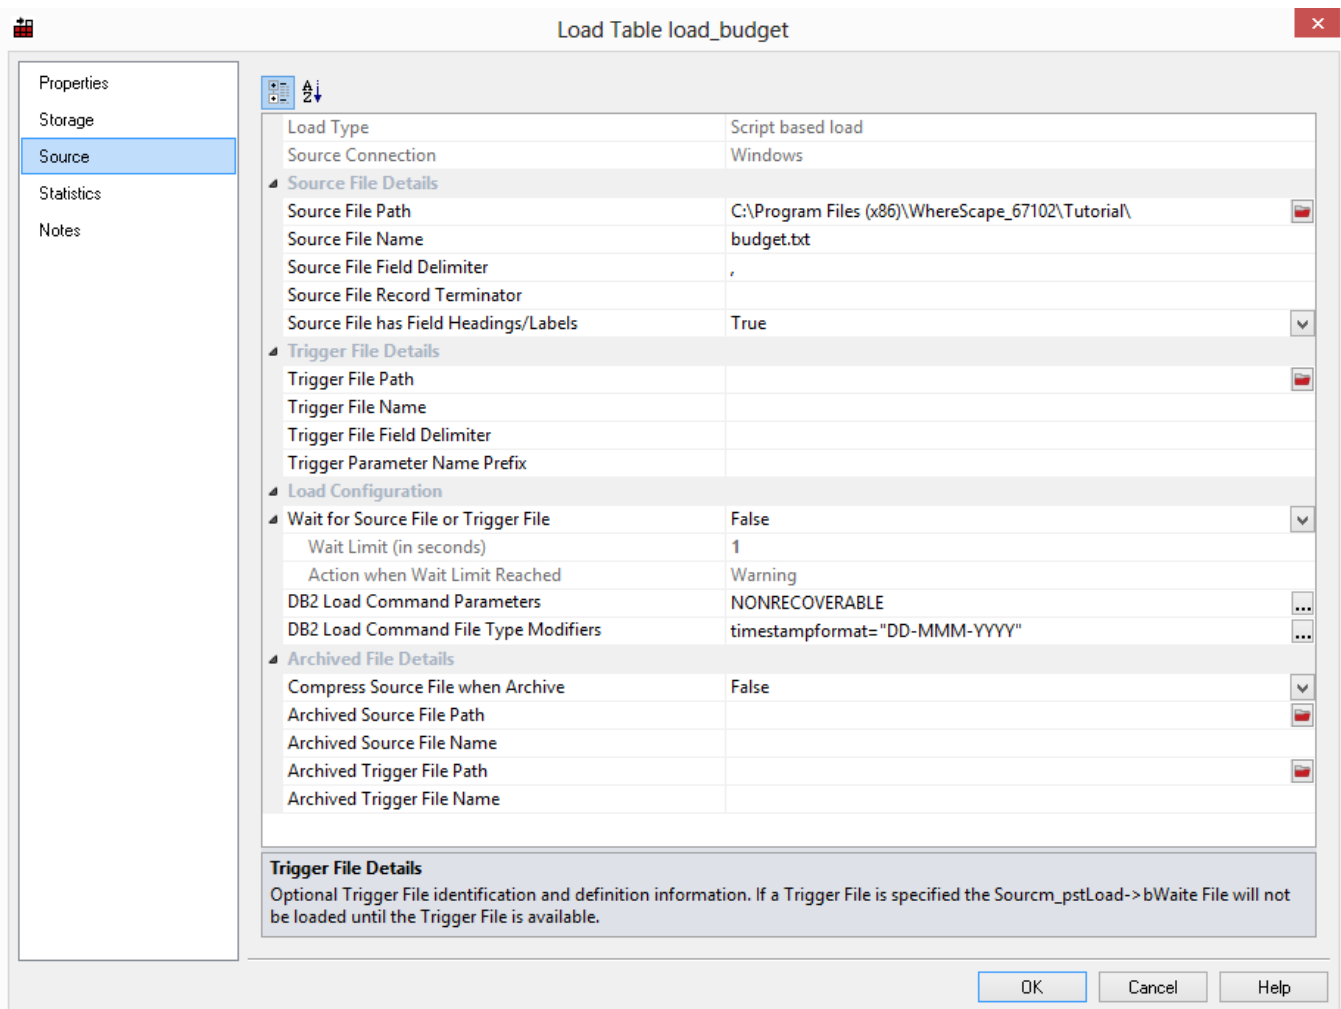 Load Table load_budget
Properties
Storage
Source
Statistics
Notes
Load Type Script based load
Source Connection Windows
Source File Details
Source File Path C:\Program Files (x86)\WhereScape_67102\Tutorial\
Source File Name budget.txt
Source File Field Delimiter ,
Source File Record Terminator
Source File has Field Headings/Labels True
Trigger File Details
Trigger File Path
Trigger File Name
Trigger File Field Delimiter
Trigger Parameter Name Prefix
Load Configuration
Wait for Source File or Trigger File False
Wait Limit (in seconds) 1
Action when Wait Limit Reached Warning
DB2 Load Command Parameters NONRECOVERABLE ...
DB2 Load Command File Type Modifiers timestampformat="DD-MMM-YYYY" ...
Archived File Details
Compress Source File when Archive False
Archived Source File Path
Archived Source File Name
Archived Trigger File Path
Archived Trigger File Name
Trigger File Details
Optional Trigger File identification and definition information. If a Trigger File is specified the Sourcm_pstLoad->bWaite File will not
be loaded until the Trigger File is available.
OK Cancel Help